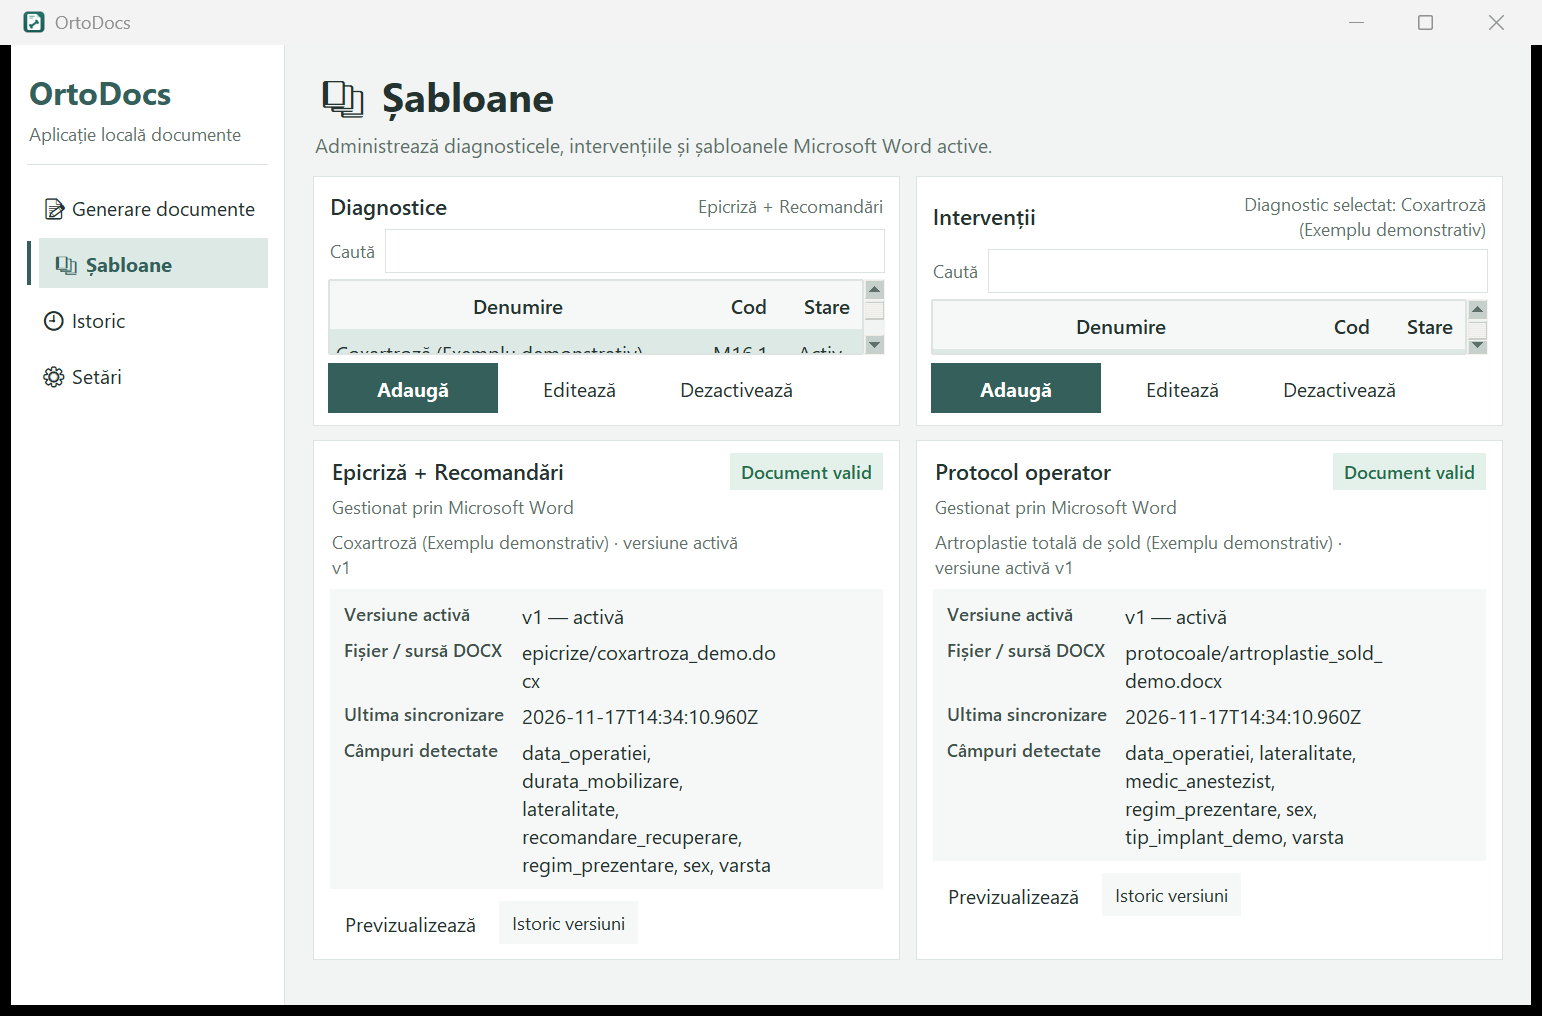 OrtoDocs
OrtoDocs
Aplicație locală documente
Generare documente
Șabloane
Istoric
Setări
Șabloane
Administrează diagnosticele, intervențiile și șabloanele Microsoft Word active.
Diagnostice
Epicriză + Recomandări
Caută
Denumire Cod Stare
Coxartroză (Exemplu demonstrativ) M16.1 Activ
Adaugă Editează Dezactivează
Intervenții
Diagnostic selectat: Coxartroză
(Exemplu demonstrativ)
Caută
Denumire Cod Stare
Adaugă Editează Dezactivează
Epicriză + Recomandări
Document valid
Gestionat prin Microsoft Word
Coxartroză (Exemplu demonstrativ) · versiune activă
v1
Versiune activă v1 — activă
Fișier / sursă DOCX epicrize/coxartroza_demo.do
cx
Ultima sincronizare 2026-11-17T14:34:10.960Z
Câmpuri detectate data_operatiei,
durata_mobilizare,
lateralitate,
recomandare_recuperare,
regim_prezentare, sex, varsta
Previzualizează Istoric versiuni
Protocol operator
Document valid
Gestionat prin Microsoft Word
Artroplastie totală de șold (Exemplu demonstrativ) ·
versiune activă v1
Versiune activă v1 — activă
Fișier / sursă DOCX protocoale/artroplastie_sold_
demo.docx
Ultima sincronizare 2026-11-17T14:34:10.960Z
Câmpuri detectate data_operatiei, lateralitate,
medic_anestezist,
regim_prezentare, sex,
tip_implant_demo, varsta
Previzualizează Istoric versiuni